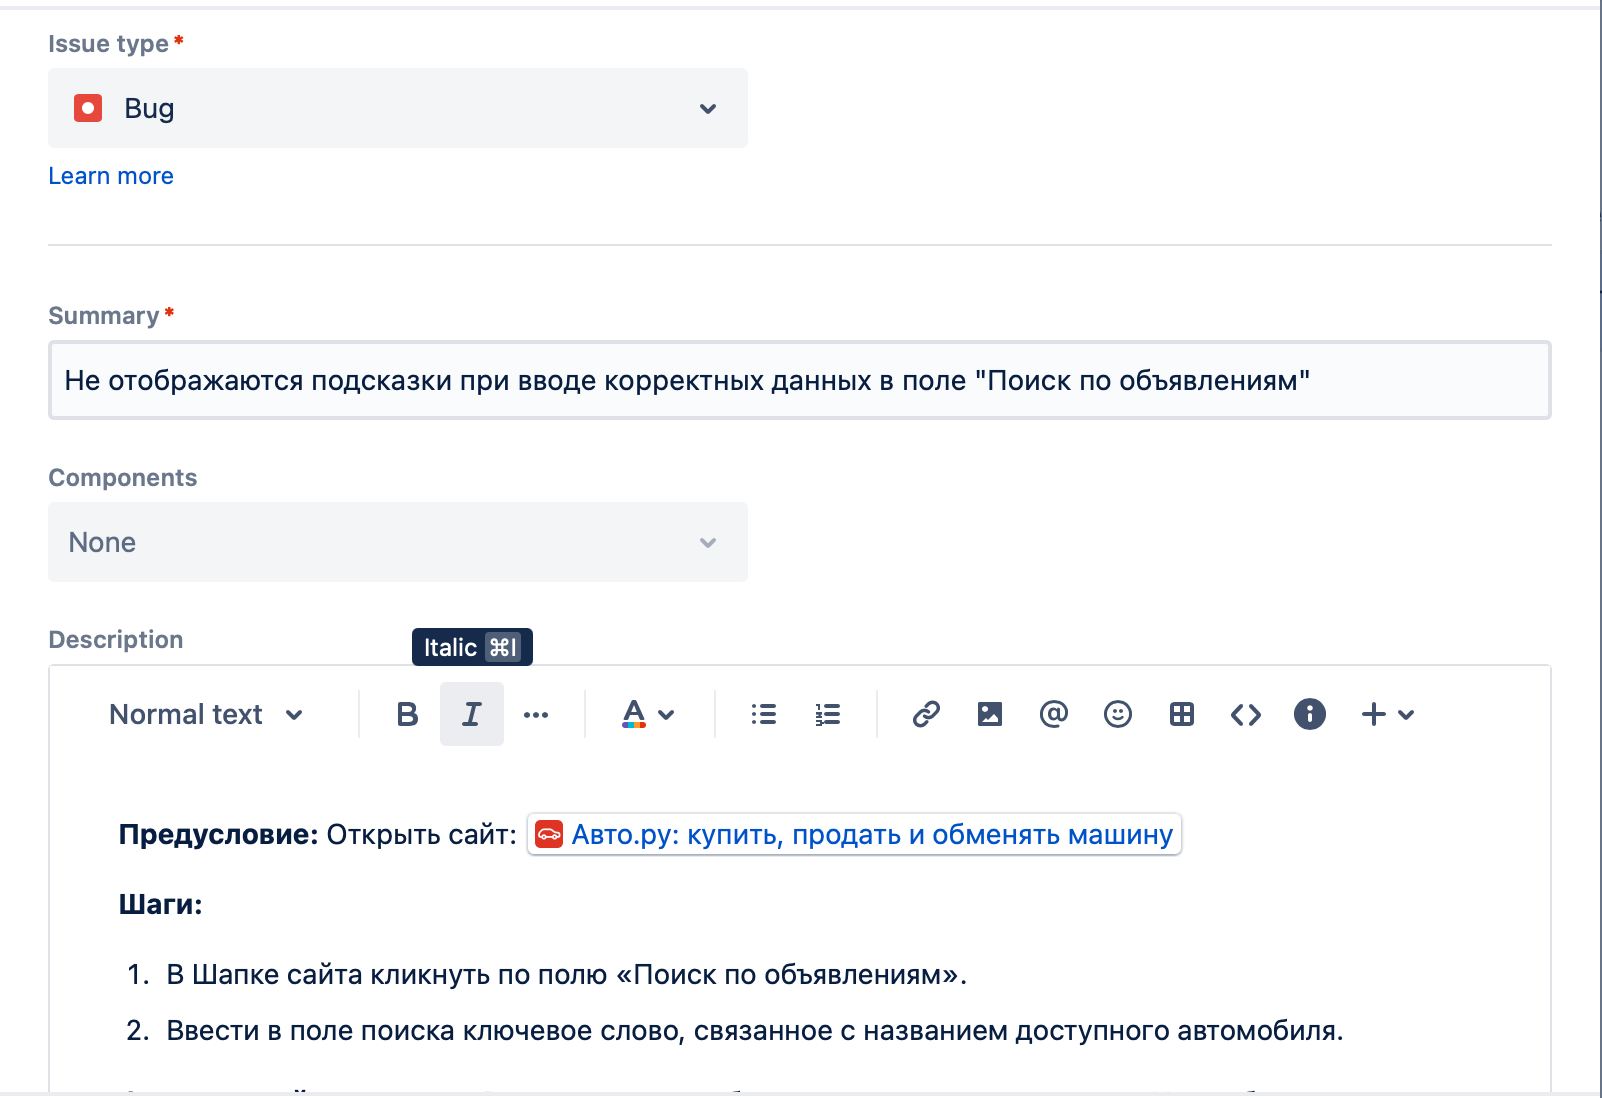 Issue type *
Bug
Learn more
Summary *
Не отображаются подсказки при вводе корректных данных в поле "Поиск по объявлениям"
Components
None
Description
Italic ⌘I
Normal text B I ... A @ +
Предусловие: Открыть сайт: Авто.ру: купить, продать и обменять машину
Шаги:
1. В Шапке сайта кликнуть по полю «Поиск по объявлениям».
2. Ввести в поле поиска ключевое слово, связанное с названием доступного автомобиля.